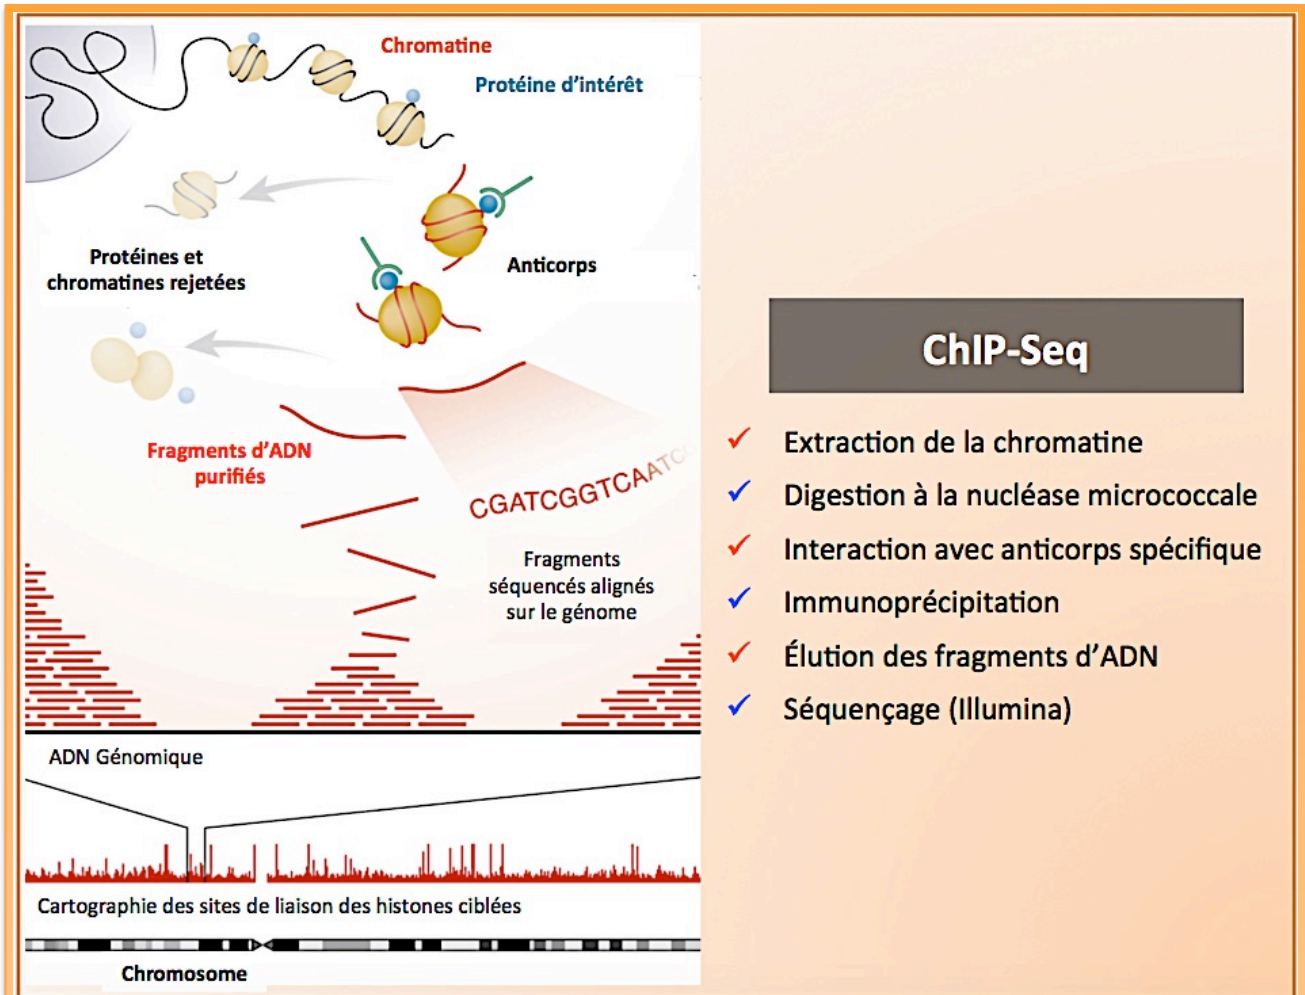 Chromatine
Protéine d'intérêt
Protéines et
chromatines rejetées
Anticorps
Fragments d'ADN
purifiés
CGATCGGTCAATCG
Fragments
séquencés alignés
sur le génome
ADN Génomique
Cartographie des sites de liaison des histones ciblées
Chromosome
ChIP-Seq
Extraction de la chromatine
Digestion à la nucléase micrococcale
Interaction avec anticorps spécifique
Immunoprécipitation
Élution des fragments d'ADN
Séquençage (Illumina)